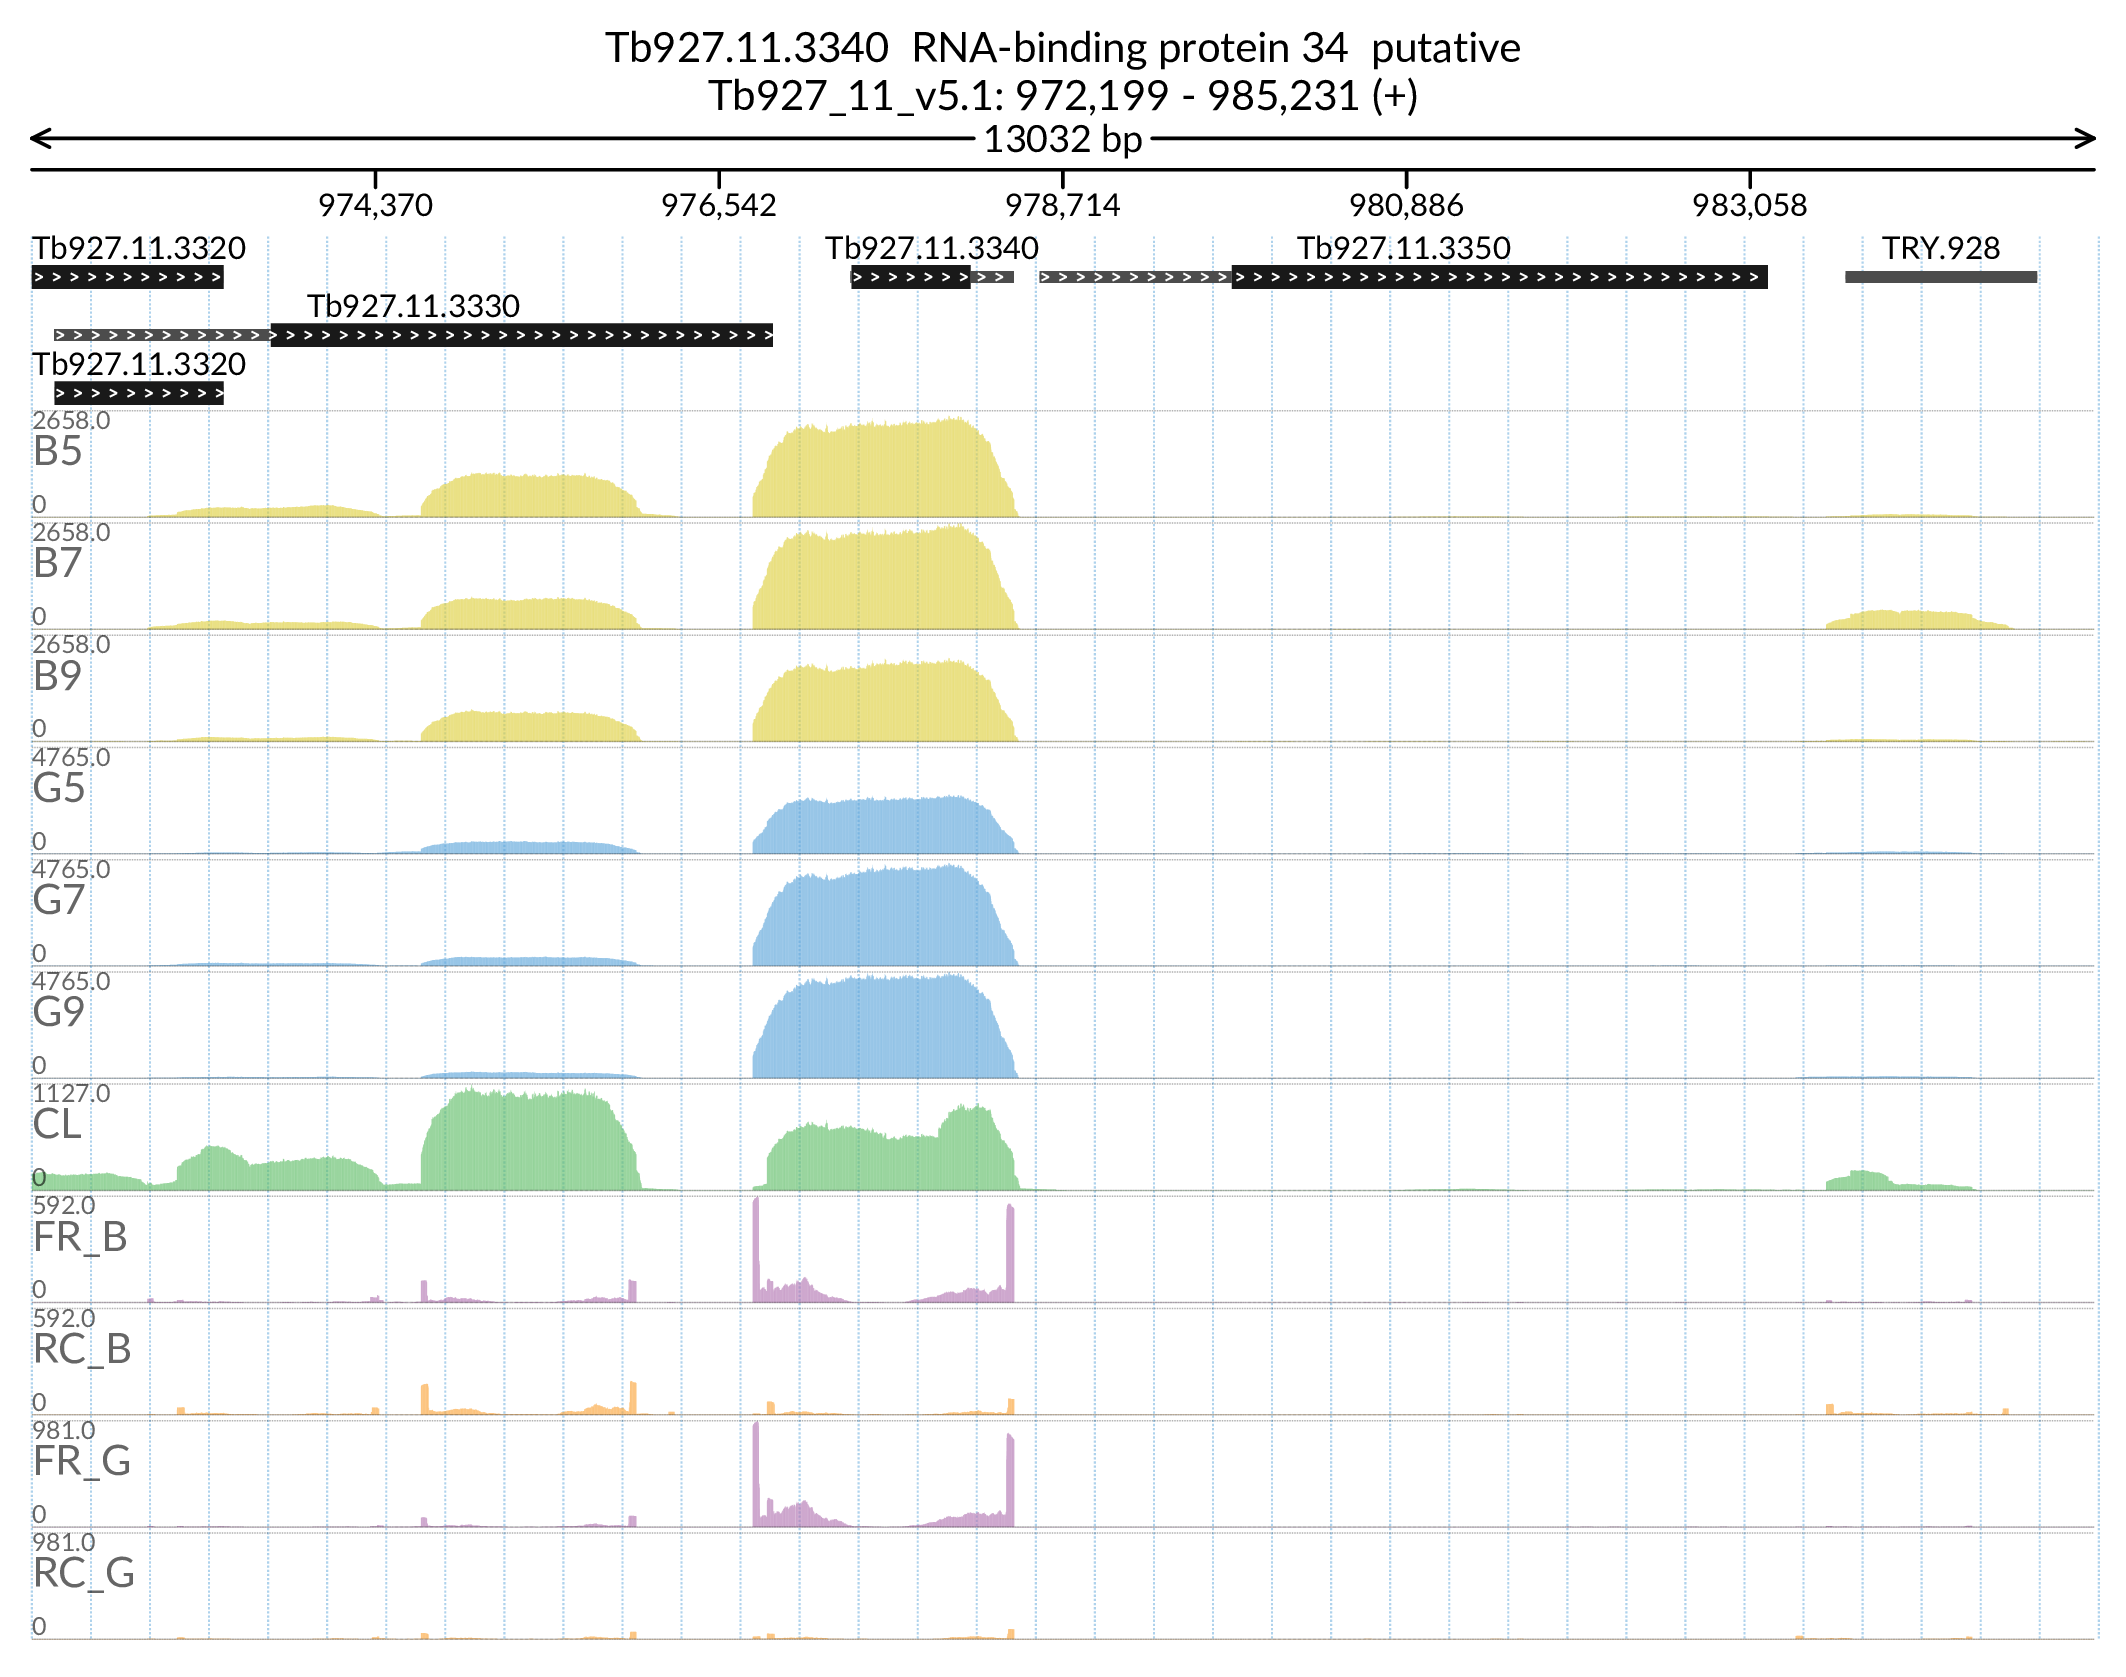 Tb927.11.3340 RNA-binding protein 34 putative
Tb927_11_v5.1: 972,199 - 985,231 (+)
13032 bp
974,370 976,542 978,714 980,886 983,058
Tb927.11.3320 Tb927.11.3340 Tb927.11.3350 TRY.928
Tb927.11.3330
Tb927.11.3320
2658.0
B5
0
2658.0
B7
0
2658.0
B9
0
4765.0
G5
0
4765.0
G7
0
4765.0
G9
0
1127.0
CL
0
592.0
FR_B
0
592.0
RC_B
0
981.0
FR_G
0
981.0
RC_G
0